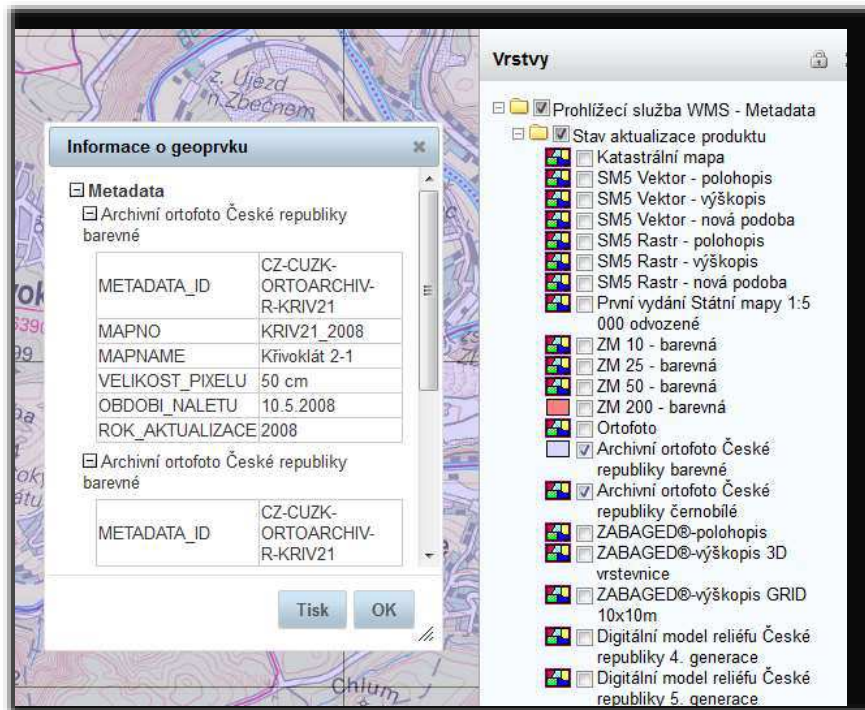 z. Újezd
n.Zbečnem
Informace o geoprvku
Metadata
Archivní ortofoto České republiky
barevné
METADATA_ID
CZ-CUZK-
ORTOARCHIV-
R-KRIV21
MAPNO KRIV21_2008
MAPNAME Křivoklát 2-1
VELIKOST_PIXELU 50 cm
OBDOBI_NALETU 10.5.2008
ROK_AKTUALIZACE 2008
Archivní ortofoto České republiky
barevné
METADATA_ID
CZ-CUZK-
ORTOARCHIV-
R-KRIV21
Tisk OK
Chlum
Vrstvy
Prohlížecí služba WMS - Metadata
Stav aktualizace produktu
Katastrální mapa
SM5 Vektor - polohopis
SM5 Vektor - výškopis
SM5 Vektor - nová podoba
SM5 Rastr - polohopis
SM5 Rastr - výškopis
SM5 Rastr - nová podoba
První vydání Státní mapy 1:5
000 odvozené
ZM 10 - barevná
ZM 25 - barevná
ZM 50 - barevná
ZM 200 - barevná
Ortofoto
Archivní ortofoto České
republiky barevné
Archivní ortofoto České
republiky černobílé
ZABAGED®-polohopis
ZABAGED®-výškopis 3D
vrstevnice
ZABAGED®-výškopis GRID
10x10m
Digitální model reliéfu České
republiky 4. generace
Digitální model reliéfu České
republiky 5. generace